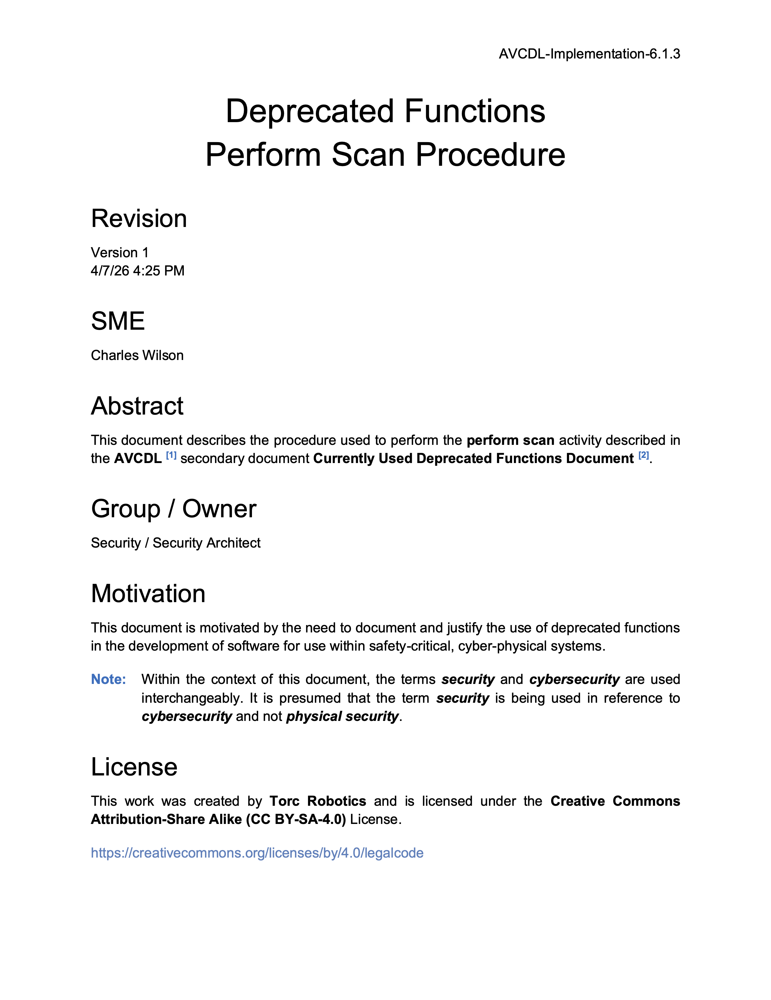 AVCDL-Implementation-6.1.3
Deprecated Functions
Perform Scan Procedure
Revision
Version 1
4/7/26 4:25 PM
SME
Charles Wilson
Abstract
This document describes the procedure used to perform the perform scan activity described in
the AVCDL [1] secondary document Currently Used Deprecated Functions Document [2].
Group / Owner
Security / Security Architect
Motivation
This document is motivated by the need to document and justify the use of deprecated functions
in the development of software for use within safety-critical, cyber-physical systems.
Note: Within the context of this document, the terms security and cybersecurity are used
interchangeably. It is presumed that the term security is being used in reference to
cybersecurity and not physical security.
License
This work was created by Torc Robotics and is licensed under the Creative Commons
Attribution-Share Alike (CC BY-SA-4.0) License.
https://creativecommons.org/licenses/by/4.0/legalcode